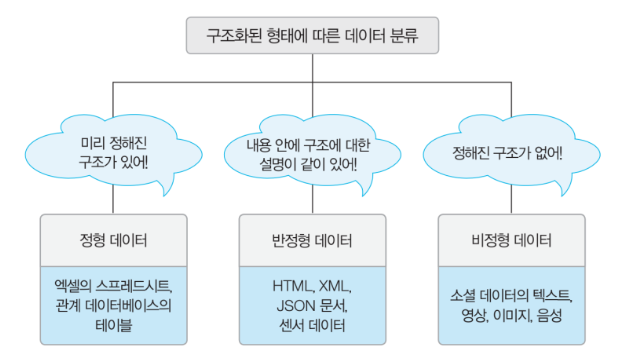 구조화된 형태에 따른 데이터 분류
미리 정해진
구조가 있어!
내용 안에 구조에 대한
설명이 같이 있어!
정해진 구조가 없어!
정형 데이터
엑셀의 스프레드시트,
관계 데이터베이스의
테이블
반정형 데이터
HTML, XML,
JSON 문서,
센서 데이터
비정형 데이터
소셜 데이터의 텍스트,
영상, 이미지, 음성